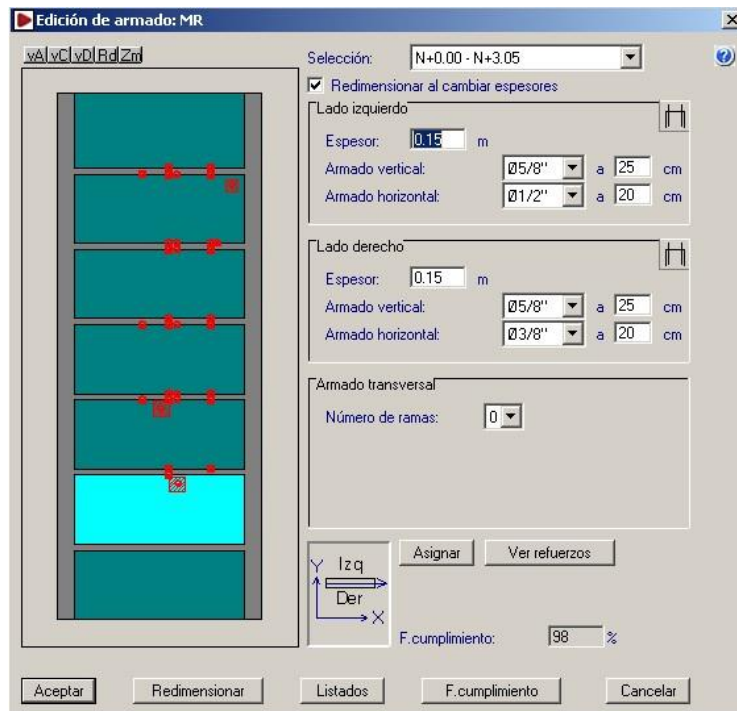 Edición de armado: MR
vA vC vD Rd Zm
Selección: N+0.00 - N+3.05
Redimensionar al cambiar espesores
Lado izquierdo
Espesor: 0.15 m
Armado vertical: Ø5/8" a 25 cm
Armado horizontal: Ø1/2" a 20 cm
Lado derecho
Espesor: 0.15 m
Armado vertical: Ø5/8" a 25 cm
Armado horizontal: Ø3/8" a 20 cm
Armado transversal
Número de ramas: 0
Asignar Ver refuerzos
Y Izq
Der
X
F.cumplimiento: 98 %
Aceptar Redimensionar Listados F.cumplimiento Cancelar